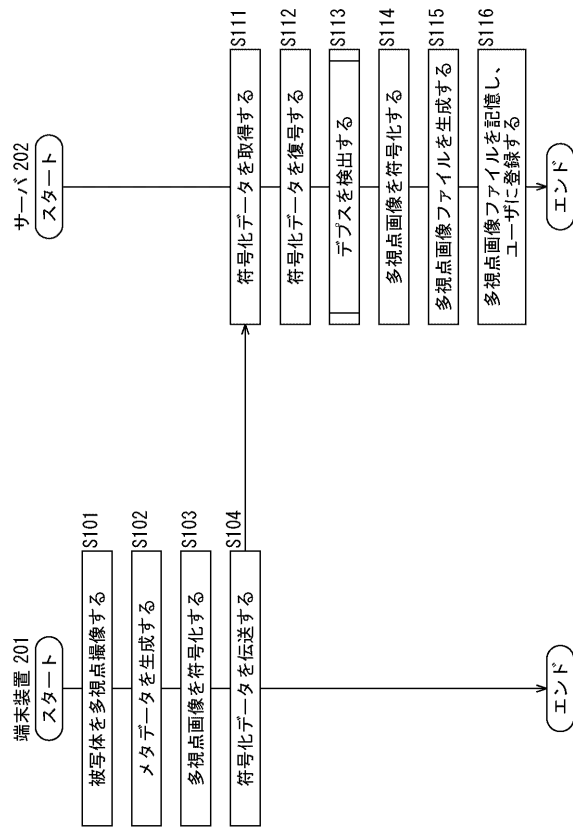 端末装置 201
スタート
被写体を多視点撮像する
S101
メタデータを生成する
S102
多視点画像を符号化する
S103
符号化データを伝送する
S104
エンド
サーバ 202
スタート
符号化データを取得する
S111
符号化データを復号する
S112
デプスを検出する
S113
多視点画像を符号化する
S114
多視点画像ファイルを生成する
S115
多視点画像ファイルを記憶し、
ユーザに登録する
S116
エンド